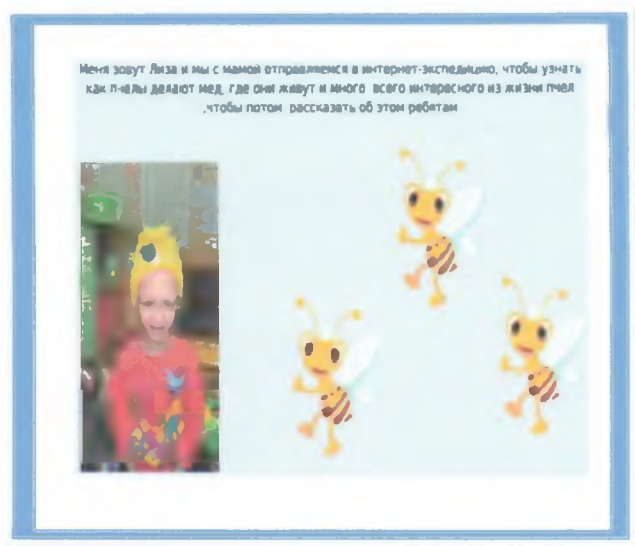 Меня зовут Лиза и мы с мамой отправляемся в интернет-экспедицию, чтобы узнать
как пчелы делают мед, где они живут и много всего интересного из жизни пчел
,чтобы потом рассказать об этом ребятам